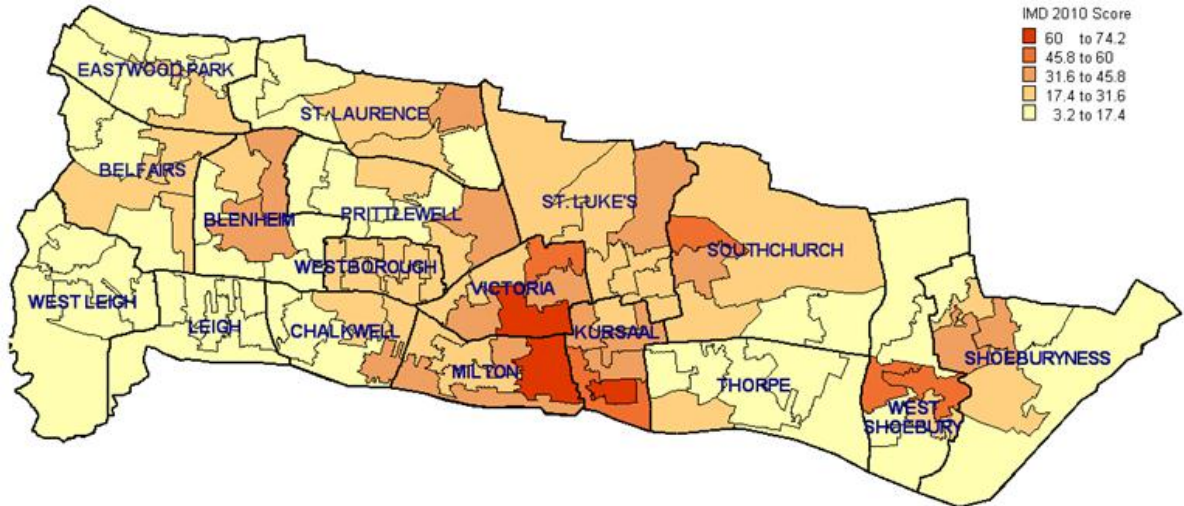 IMD 2010 Score
60 to 74.2
45.8 to 60
31.6 to 45.8
17.4 to 31.6
3.2 to 17.4
EASTWOOD PARK
ST. LAURENCE
BELFAIRS
BLENHEIM
PRITTLEWELL
ST. LUKE'S
SOUTHCHURCH
WESTBOROUGH
VICTORIA
WEST LEIGH
LEIGH
CHALKWELL
KURSAAL
MILTON
THORPE
SHOEBURYNESS
WEST
SHOEBURY